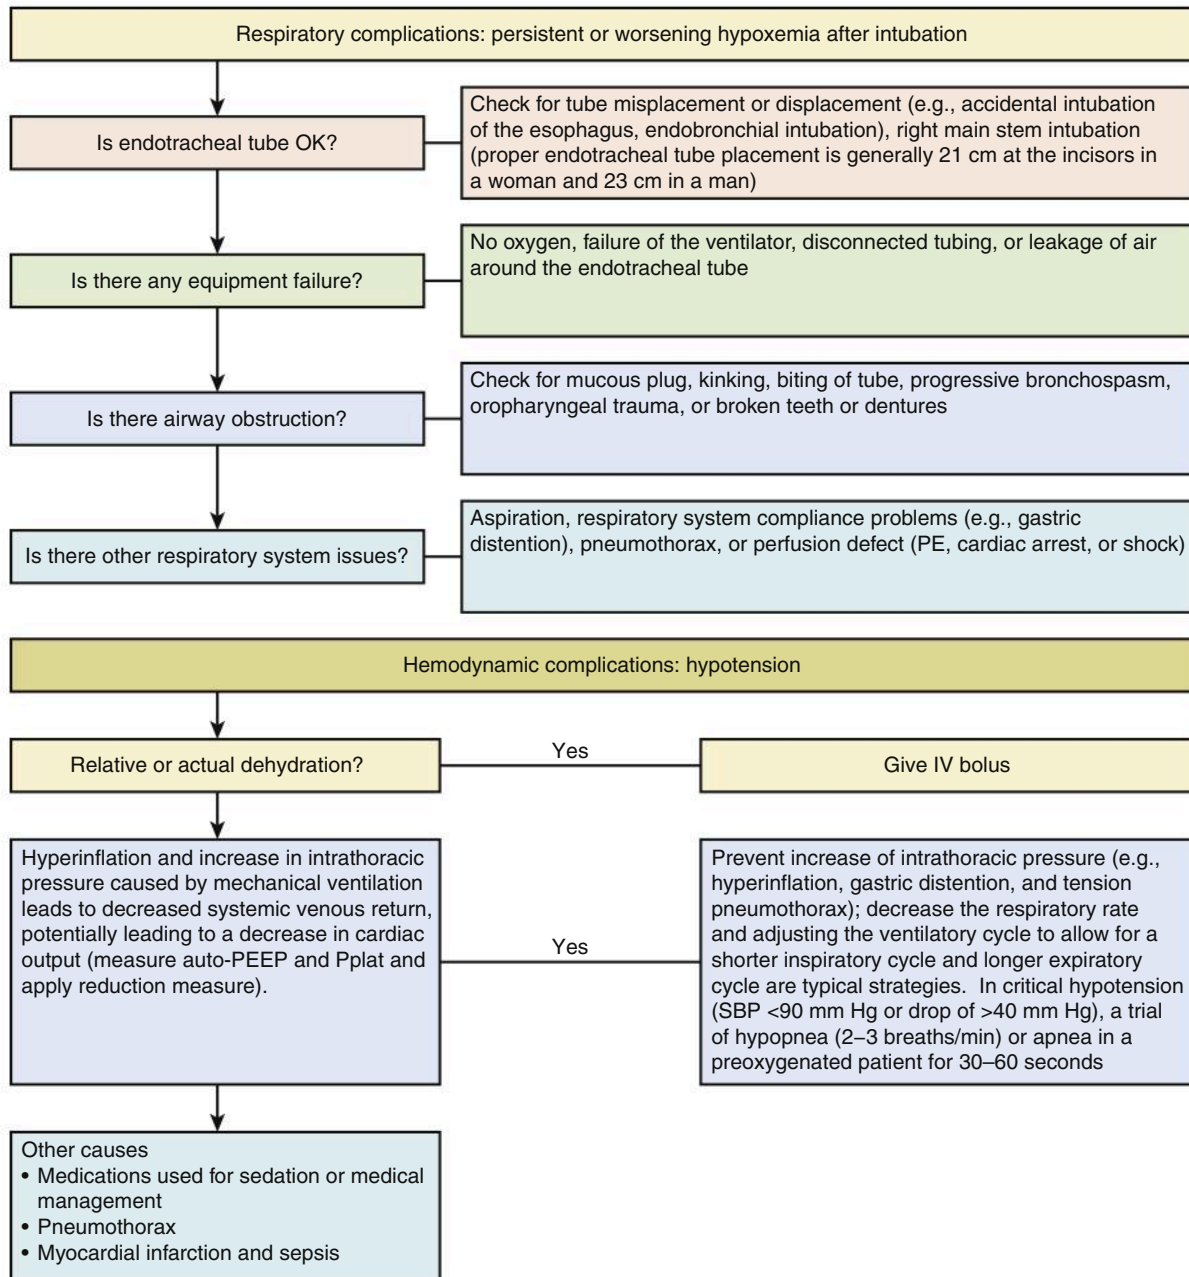 Respiratory complications: persistent or worsening hypoxemia after intubation
Is endotracheal tube OK?
Check for tube misplacement or displacement (e.g., accidental intubation
of the esophagus, endobronchial intubation), right main stem intubation
(proper endotracheal tube placement is generally 21 cm at the incisors in
a woman and 23 cm in a man)
Is there any equipment failure?
No oxygen, failure of the ventilator, disconnected tubing, or leakage of air
around the endotracheal tube
Is there airway obstruction?
Check for mucous plug, kinking, biting of tube, progressive bronchospasm,
oropharyngeal trauma, or broken teeth or dentures
Is there other respiratory system issues?
Aspiration, respiratory system compliance problems (e.g., gastric
distention), pneumothorax, or perfusion defect (PE, cardiac arrest, or shock)
Hemodynamic complications: hypotension
Relative or actual dehydration?
Yes
Give IV bolus
Hyperinflation and increase in intrathoracic
pressure caused by mechanical ventilation
leads to decreased systemic venous return,
potentially leading to a decrease in cardiac
output (measure auto-PEEP and Pplat and
apply reduction measure).
Yes
Prevent increase of intrathoracic pressure (e.g.,
hyperinflation, gastric distention, and tension
pneumothorax); decrease the respiratory rate
and adjusting the ventilatory cycle to allow for a
shorter inspiratory cycle and longer expiratory
cycle are typical strategies. In critical hypotension
(SBP <90 mm Hg or drop of >40 mm Hg), a trial
of hypopnea (2–3 breaths/min) or apnea in a
preoxygenated patient for 30–60 seconds
Other causes
• Medications used for sedation or medical
management
• Pneumothorax
• Myocardial infarction and sepsis